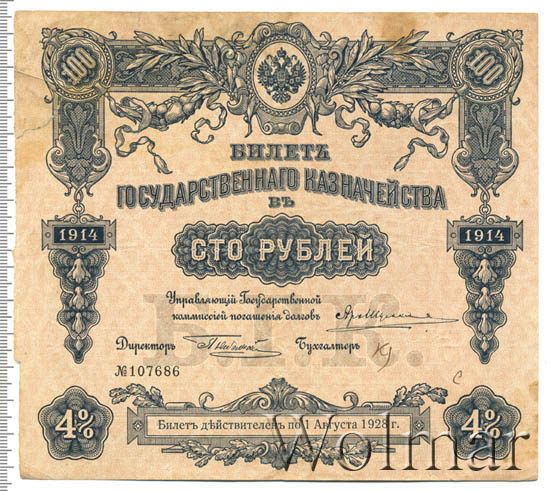 100 100
БИЛЕТЪ
ГОСУДАРСТВЕННАГО КАЗНАЧЕЙСТВА
ВЪ
1914 1914
СТО РУБЛЕЙ
Б.Г.К.
Управляющій Государственной
коммиссіей погашенія долговъ
Директоръ Бухгалтеръ
№107686
4% 4%
Билетъ дѣйствителенъ по 1 Августа 1928 г.
Wolmar